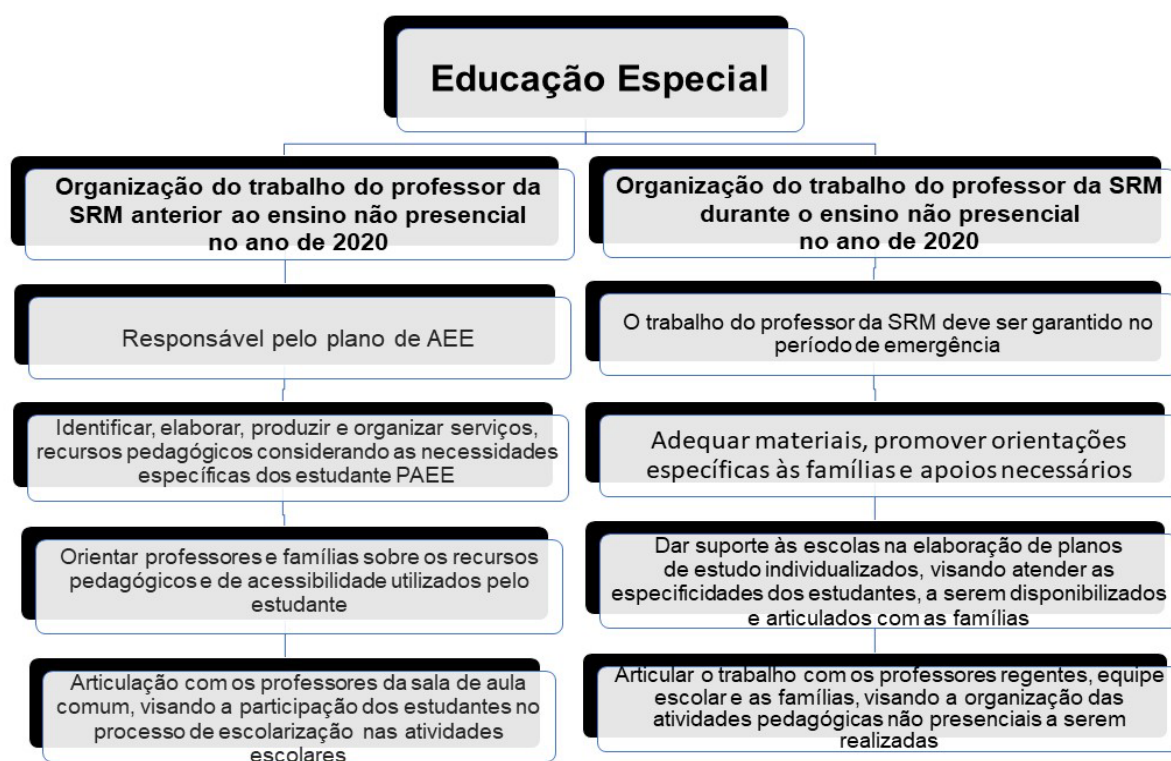 Educação Especial
Organização do trabalho do professor da
SRM anterior ao ensino não presencial
no ano de 2020
Responsável pelo plano de AEE
Identificar, elaborar, produzir e organizar serviços,
recursos pedagógicos considerando as necessidades
específicas dos estudante PAEE
Orientar professores e famílias sobre os recursos
pedagógicos e de acessibilidade utilizados pelo
estudante
Articulação com os professores da sala de aula
comum, visando a participação dos estudantes no
processo de escolarização nas atividades
escolares
Organização do trabalho do professor da SRM
durante o ensino não presencial
no ano de 2020
O trabalho do professor da SRM deve ser garantido no
período de emergência
Adequar materiais, promover orientações
específicas às famílias e apoios necessários
Dar suporte às escolas na elaboração de planos
de estudo individualizados, visando atender as
especificidades dos estudantes, a serem disponibilizados
e articulados com as famílias
Articular o trabalho com os professores regentes, equipe
escolar e as famílias, visando a organização das
atividades pedagógicas não presenciais a serem
realizadas